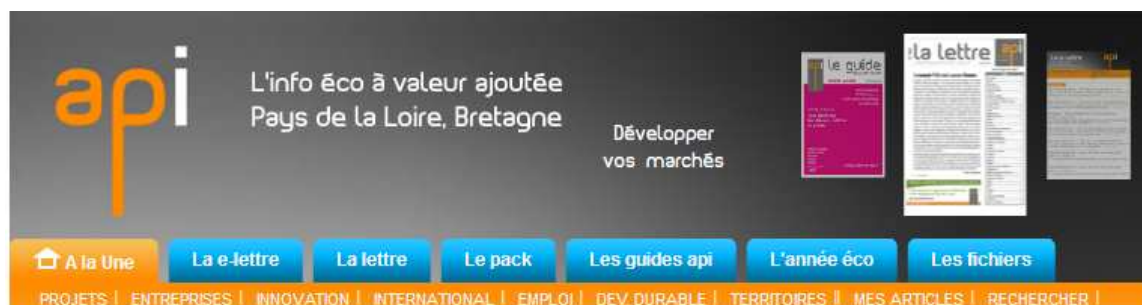 api
L'info éco à valeur ajoutée
Pays de la Loire, Bretagne
Développer
vos marchés
api le guide
la lettre api
A la Une La e-lettre La lettre Le pack Les guides api L'année éco Les fichiers
PROJETS | ENTREPRISES | INNOVATION | INTERNATIONAL | EMPLOI | DEV DURABLE | TERRITOIRES || MES ARTICLES | RECHERCHER |